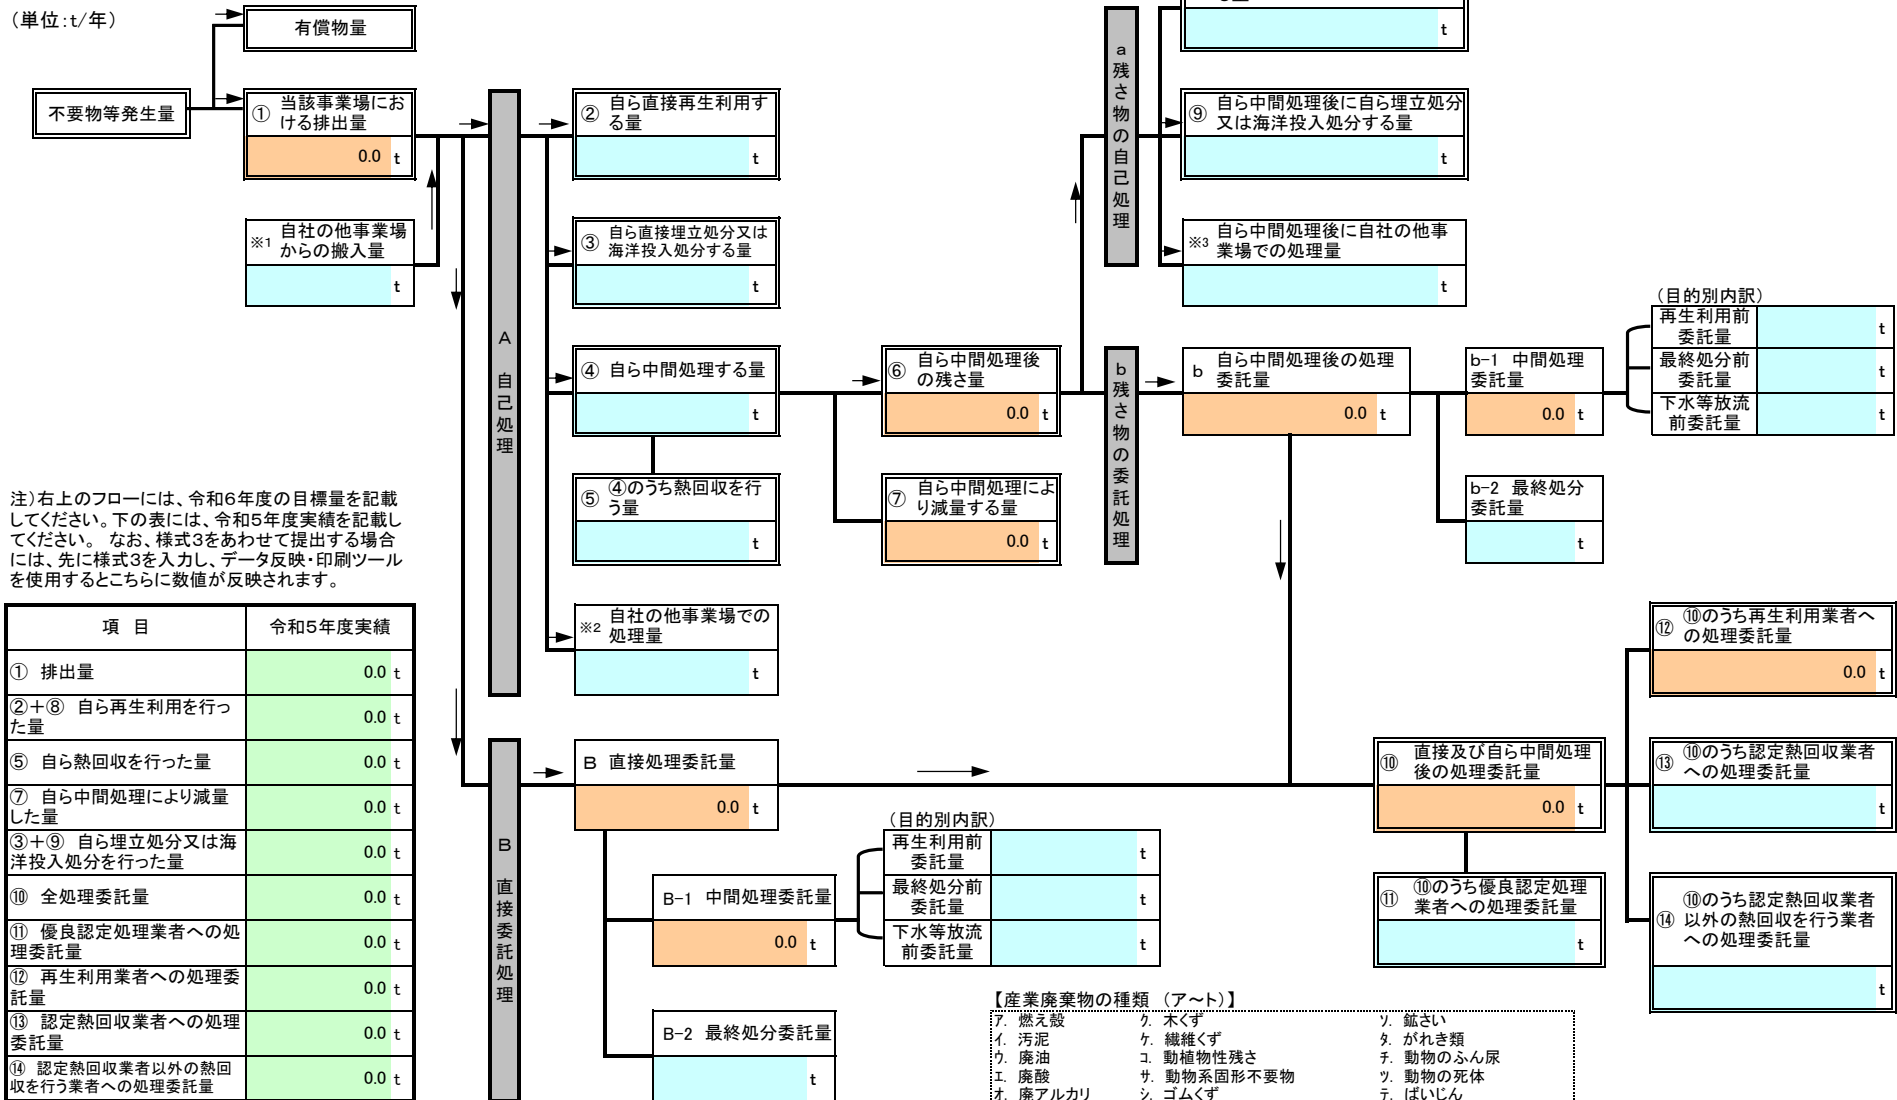 (単位:t/年)
有償物量
不要物等発生量
① 当該事業場にお
ける排出量
0.0 t
※1 自社の他事業場
からの搬入量
t
A 自己処理
② 自ら直接再生利用す
る量
t
③ 自ら直接埋立処分又は
海洋投入処分する量
t
④ 自ら中間処理する量
t
⑤ ④のうち熱回収を行
う量
t
※2 自社の他事業場での
処理量
t
⑥ 自ら中間処理後
の残さ量
0.0 t
⑦ 自ら中間処理によ
り減量する量
0.0 t
a 残さ物の自己処理
t
⑨ 自ら中間処理後に自ら埋立処分
又は海洋投入処分する量
t
※3 自ら中間処理後に自社の他事
業場での処理量
t
b 残さ物の委託処理
b 自ら中間処理後の処理
委託量
0.0 t
b-1 中間処理
委託量
0.0 t
(目的別内訳)
再生利用前
委託量
t
最終処分前
委託量
t
下水等放流
前委託量
t
b-2 最終処分
委託量
t
注)右上のフローには、令和6年度の目標量を記載
してください。下の表には、令和5年度実績を記載し
てください。 なお、様式3をあわせて提出する場合
には、先に様式3を入力し、データ反映・印刷ツール
を使用するとこちらに数値が反映されます。
項 目 令和5年度実績
① 排出量 0.0 t
②+⑧ 自ら再生利用を行っ
た量 0.0 t
⑤ 自ら熱回収を行った量 0.0 t
⑦ 自ら中間処理により減量
した量 0.0 t
③+⑨ 自ら埋立処分又は海
洋投入処分を行った量 0.0 t
⑩ 全処理委託量 0.0 t
⑪ 優良認定処理業者への処
理委託量 0.0 t
⑫ 再生利用業者への処理委
託量 0.0 t
⑬ 認定熱回収業者への処理
委託量 0.0 t
⑭ 認定熱回収業者以外の熱回
収を行う業者への処理委託量 0.0 t
B 直接委託処理
B 直接処理委託量
0.0 t
B-1 中間処理委託量
0.0 t
(目的別内訳)
再生利用前
委託量
t
最終処分前
委託量
t
下水等放流
前委託量
t
B-2 最終処分委託量
t
⑩ 直接及び自ら中間処理
後の処理委託量
0.0 t
⑪ ⑩のうち優良認定処理
業者への処理委託量
t
⑫ ⑩のうち再生利用業者へ
の処理委託量
0.0 t
⑬ ⑩のうち認定熱回収業者
への処理委託量
t
⑭ ⑩のうち認定熱回収業者
以外の熱回収を行う業者
への処理委託量
t
【産業廃棄物の種類 (ア~ト)】
ア. 燃え殻 ク. 木くず ソ. 鉱さい
イ. 汚泥 ケ. 繊維くず タ. がれき類
ウ. 廃油 コ. 動植物性残さ チ. 動物のふん尿
エ. 廃酸 サ. 動物系固形不要物 ツ. 動物の死体
オ. 廃アルカリ シ. ゴムくず テ. ばいじん